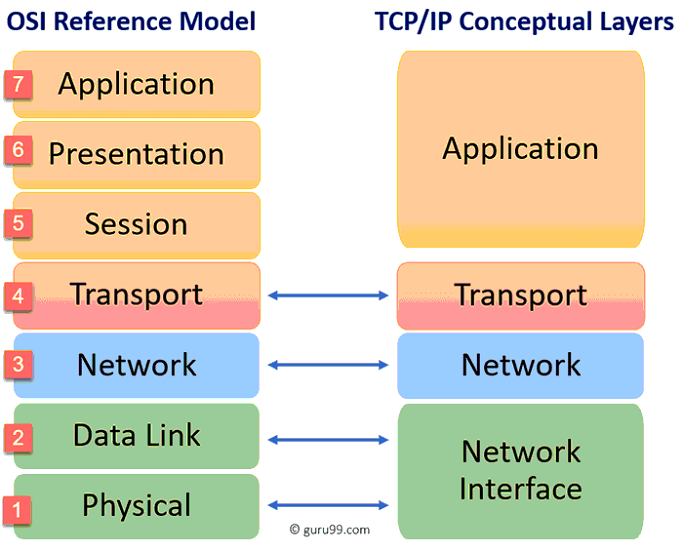 OSI Reference Model
TCP/IP Conceptual Layers
7
Application
6
Presentation
5
Session
4
Transport
3
Network
2
Data Link
1
Physical
Application
Transport
Network
Network
Interface
© guru99.com